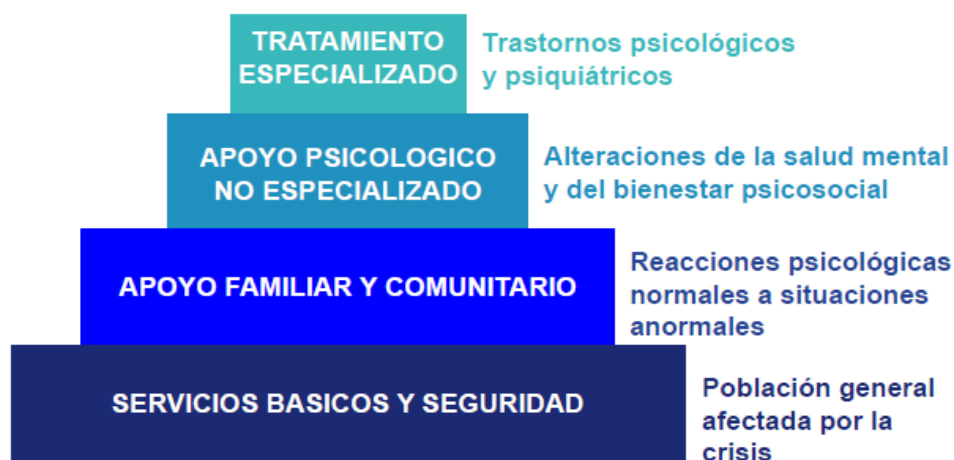 TRATAMIENTO
ESPECIALIZADO
Trastornos psicológicos
y psiquiátricos
APOYO PSICOLOGICO
NO ESPECIALIZADO
Alteraciones de la salud mental
y del bienestar psicosocial
APOYO FAMILIAR Y COMUNITARIO
Reacciones psicológicas
normales a situaciones
anormales
SERVICIOS BASICOS Y SEGURIDAD
Población general
afectada por la
crisis